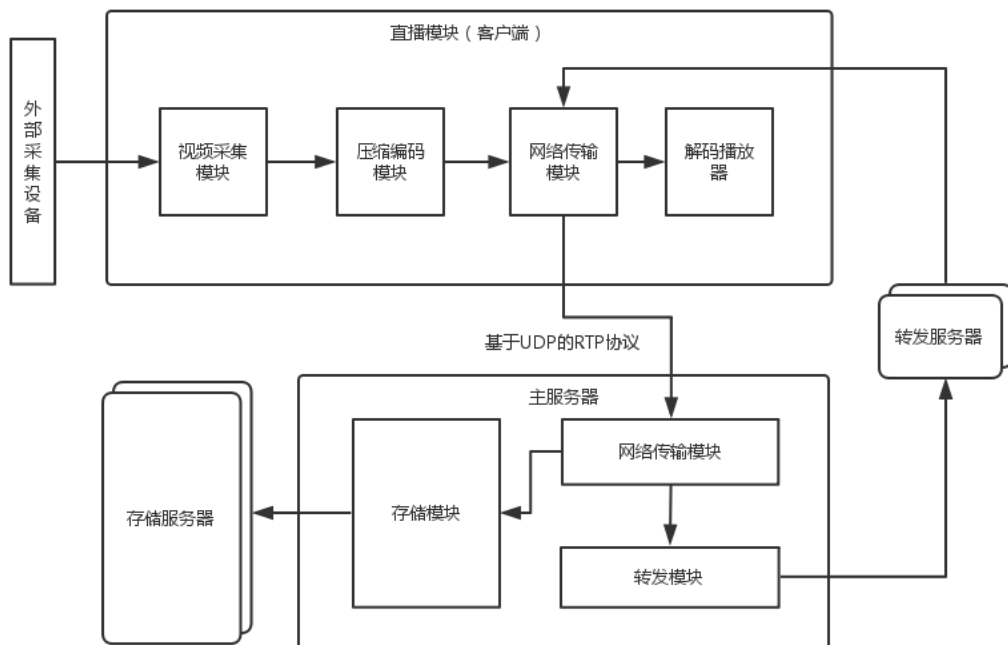 直播模块（客户端）
外
部
采
集
设
备
视频采集
模块
压缩编码
模块
网络传输
模块
解码播放
器
转发服务器
基于UDP的RTP协议
主服务器
网络传输模块
存储模块
存储服务器
转发模块